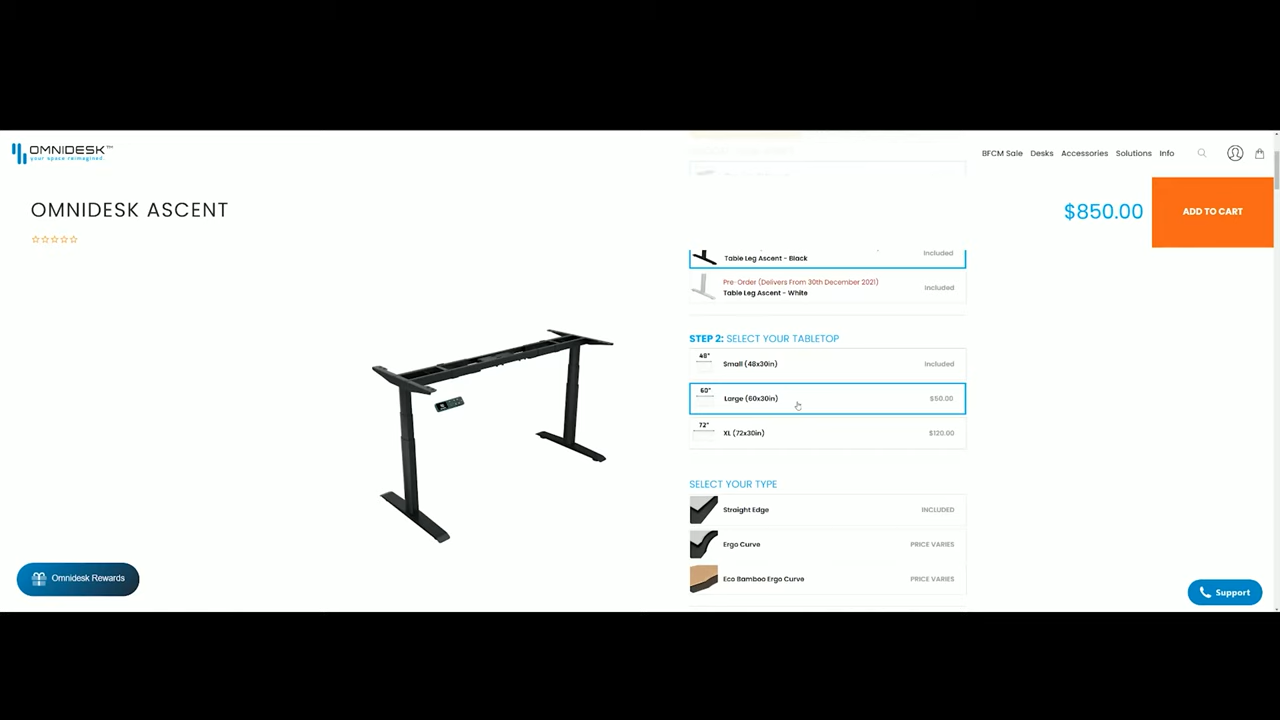 OMNIDESK™
your space reimagined.
BFCM Sale Desks Accessories Solutions Info
OMNIDESK ASCENT
$850.00
ADD TO CART
Table Leg Ascent - Black
Included
Pre-Order (Delivers From 30th December 2021)
Table Leg Ascent - White
Included
STEP 2: SELECT YOUR TABLETOP
48"
Small (48x30in)
Included
60"
Large (60x30in)
$50.00
72"
XL (72x30in)
$120.00
SELECT YOUR TYPE
Straight Edge
INCLUDED
Ergo Curve
PRICE VARIES
Eco Bamboo Ergo Curve
PRICE VARIES
Omnidesk Rewards
Support